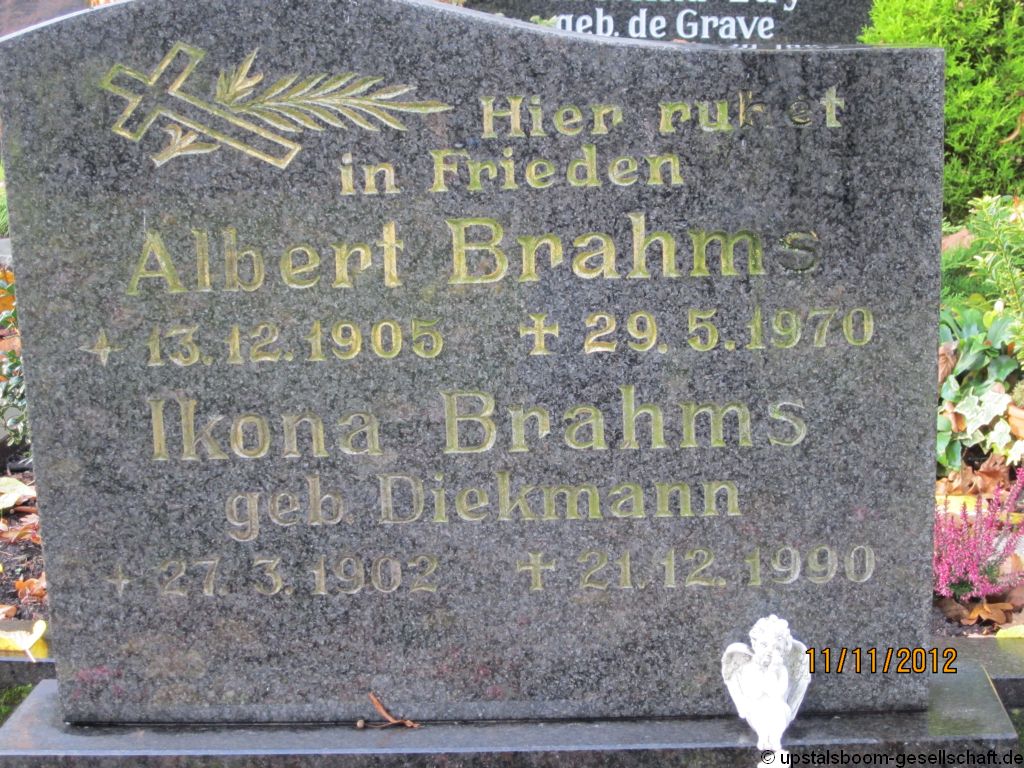 geb. de Grave
Hier ruhet
in Frieden
Albert Brahms
* 13. 12. 1905 ✝ 29. 5. 1970
Ikona Brahms
geb. Diekmann
* 27. 3. 1902 ✝ 21. 12. 1990
11/11/2012
© upstalsboom-gesellschaft.de